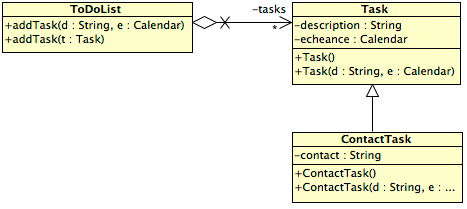 ToDoList
+addTask(d : String, e : Calendar)
+addTask(t : Task)
-tasks
*
Task
-description : String
-echeance : Calendar
+Task()
+Task(d : String, e : Calendar)
ContactTask
-contact : String
+ContactTask()
+ContactTask(d : String, e : ...